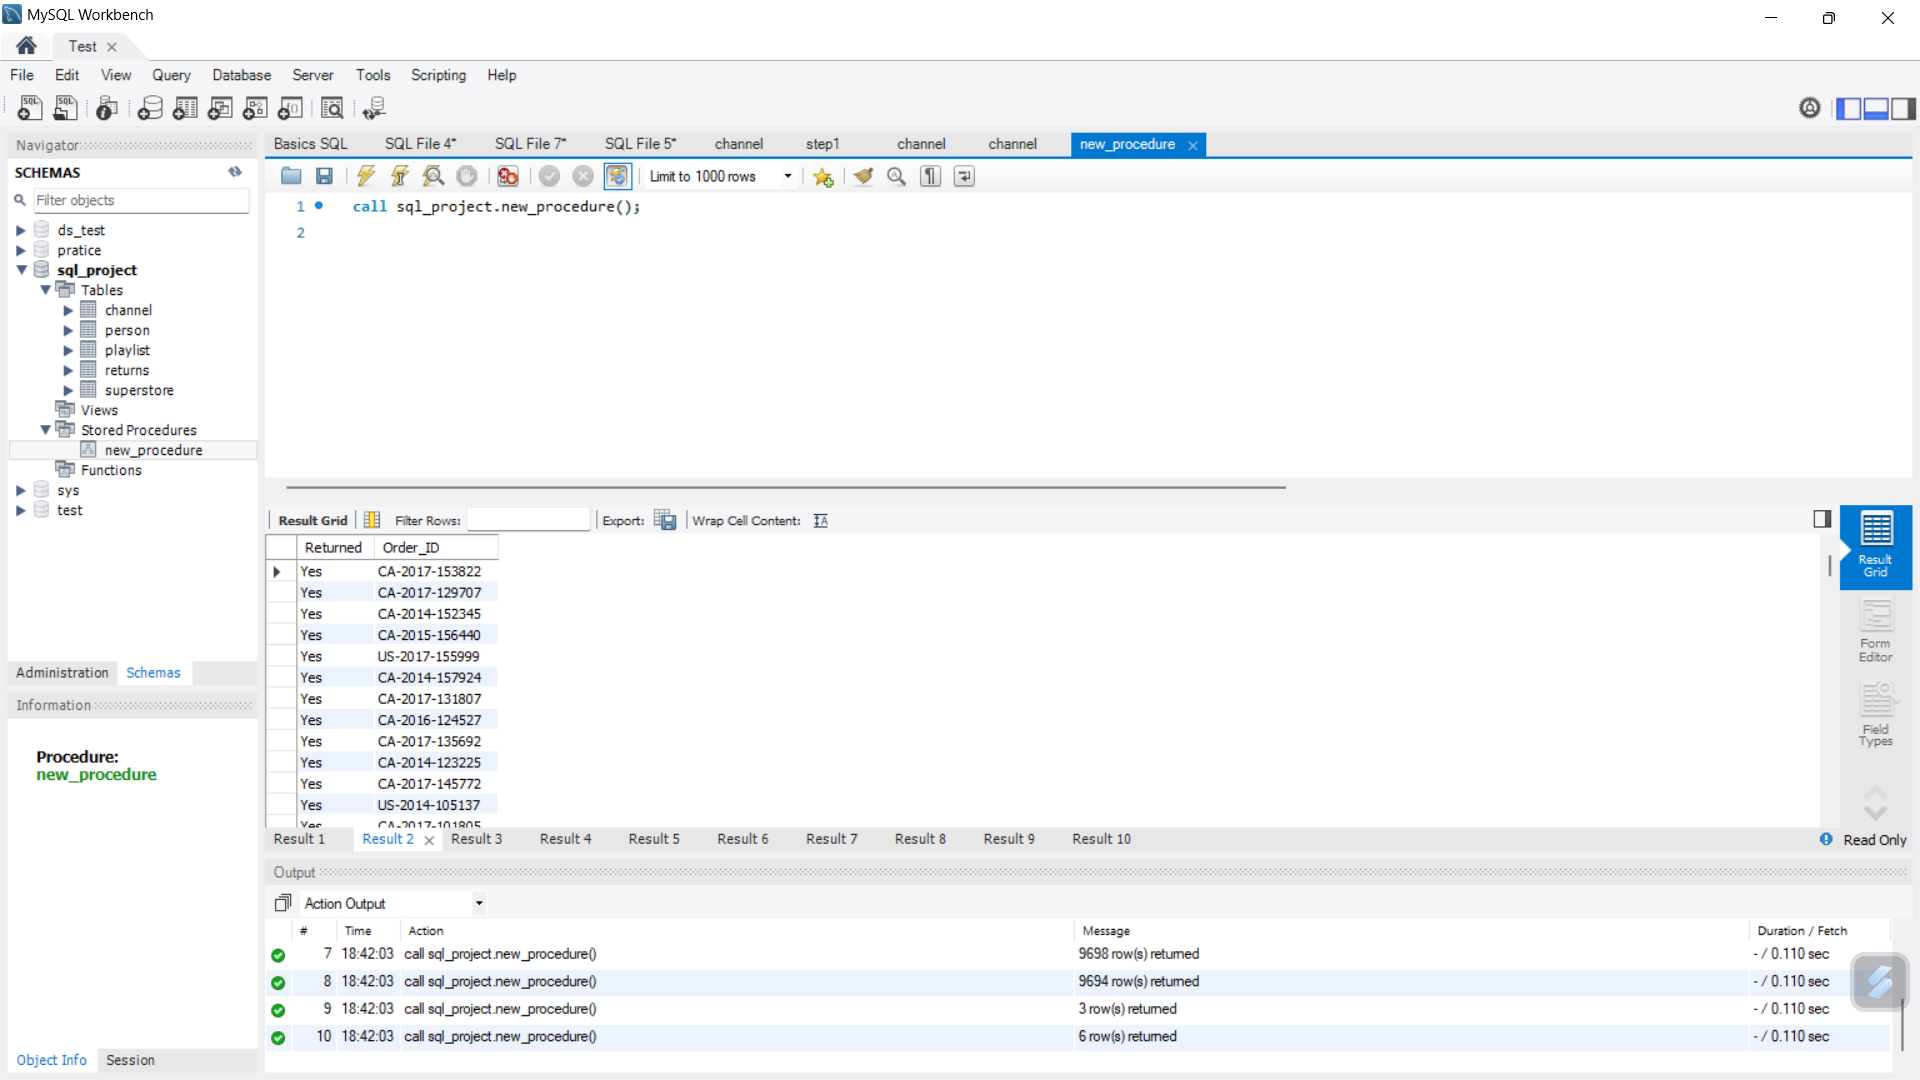 MySQL Workbench
Test
File Edit View Query Database Server Tools Scripting Help
Navigator
SCHEMAS
Filter objects
ds_test
pratice
sql_project
Tables
channel
person
playlist
returns
superstore
Views
Stored Procedures
new_procedure
Functions
sys
test
Administration Schemas
Information
Procedure:
new_procedure
Object Info Session
Basics SQL SQL File 4* SQL File 7* SQL File 5* channel step1 channel channel new_procedure
Limit to 1000 rows
1 call sql_project.new_procedure();
2
Result Grid Filter Rows: Export: Wrap Cell Content:
Returned Order_ID
Yes CA-2017-153822
Yes CA-2017-129707
Yes CA-2014-152345
Yes CA-2015-156440
Yes US-2017-155999
Yes CA-2014-157924
Yes CA-2017-131807
Yes CA-2016-124527
Yes CA-2017-135692
Yes CA-2014-123225
Yes CA-2017-145772
Yes US-2014-105137
Yes CA-2017-101805
Result Grid
Form Editor
Field Types
Result 1 Result 2 Result 3 Result 4 Result 5 Result 6 Result 7 Result 8 Result 9 Result 10 Read Only
Output
Action Output
# Time Action Message Duration / Fetch
7 18:42:03 call sql_project.new_procedure() 9698 row(s) returned - / 0.110 sec
8 18:42:03 call sql_project.new_procedure() 9694 row(s) returned - / 0.110 sec
9 18:42:03 call sql_project.new_procedure() 3 row(s) returned - / 0.110 sec
10 18:42:03 call sql_project.new_procedure() 6 row(s) returned - / 0.110 sec